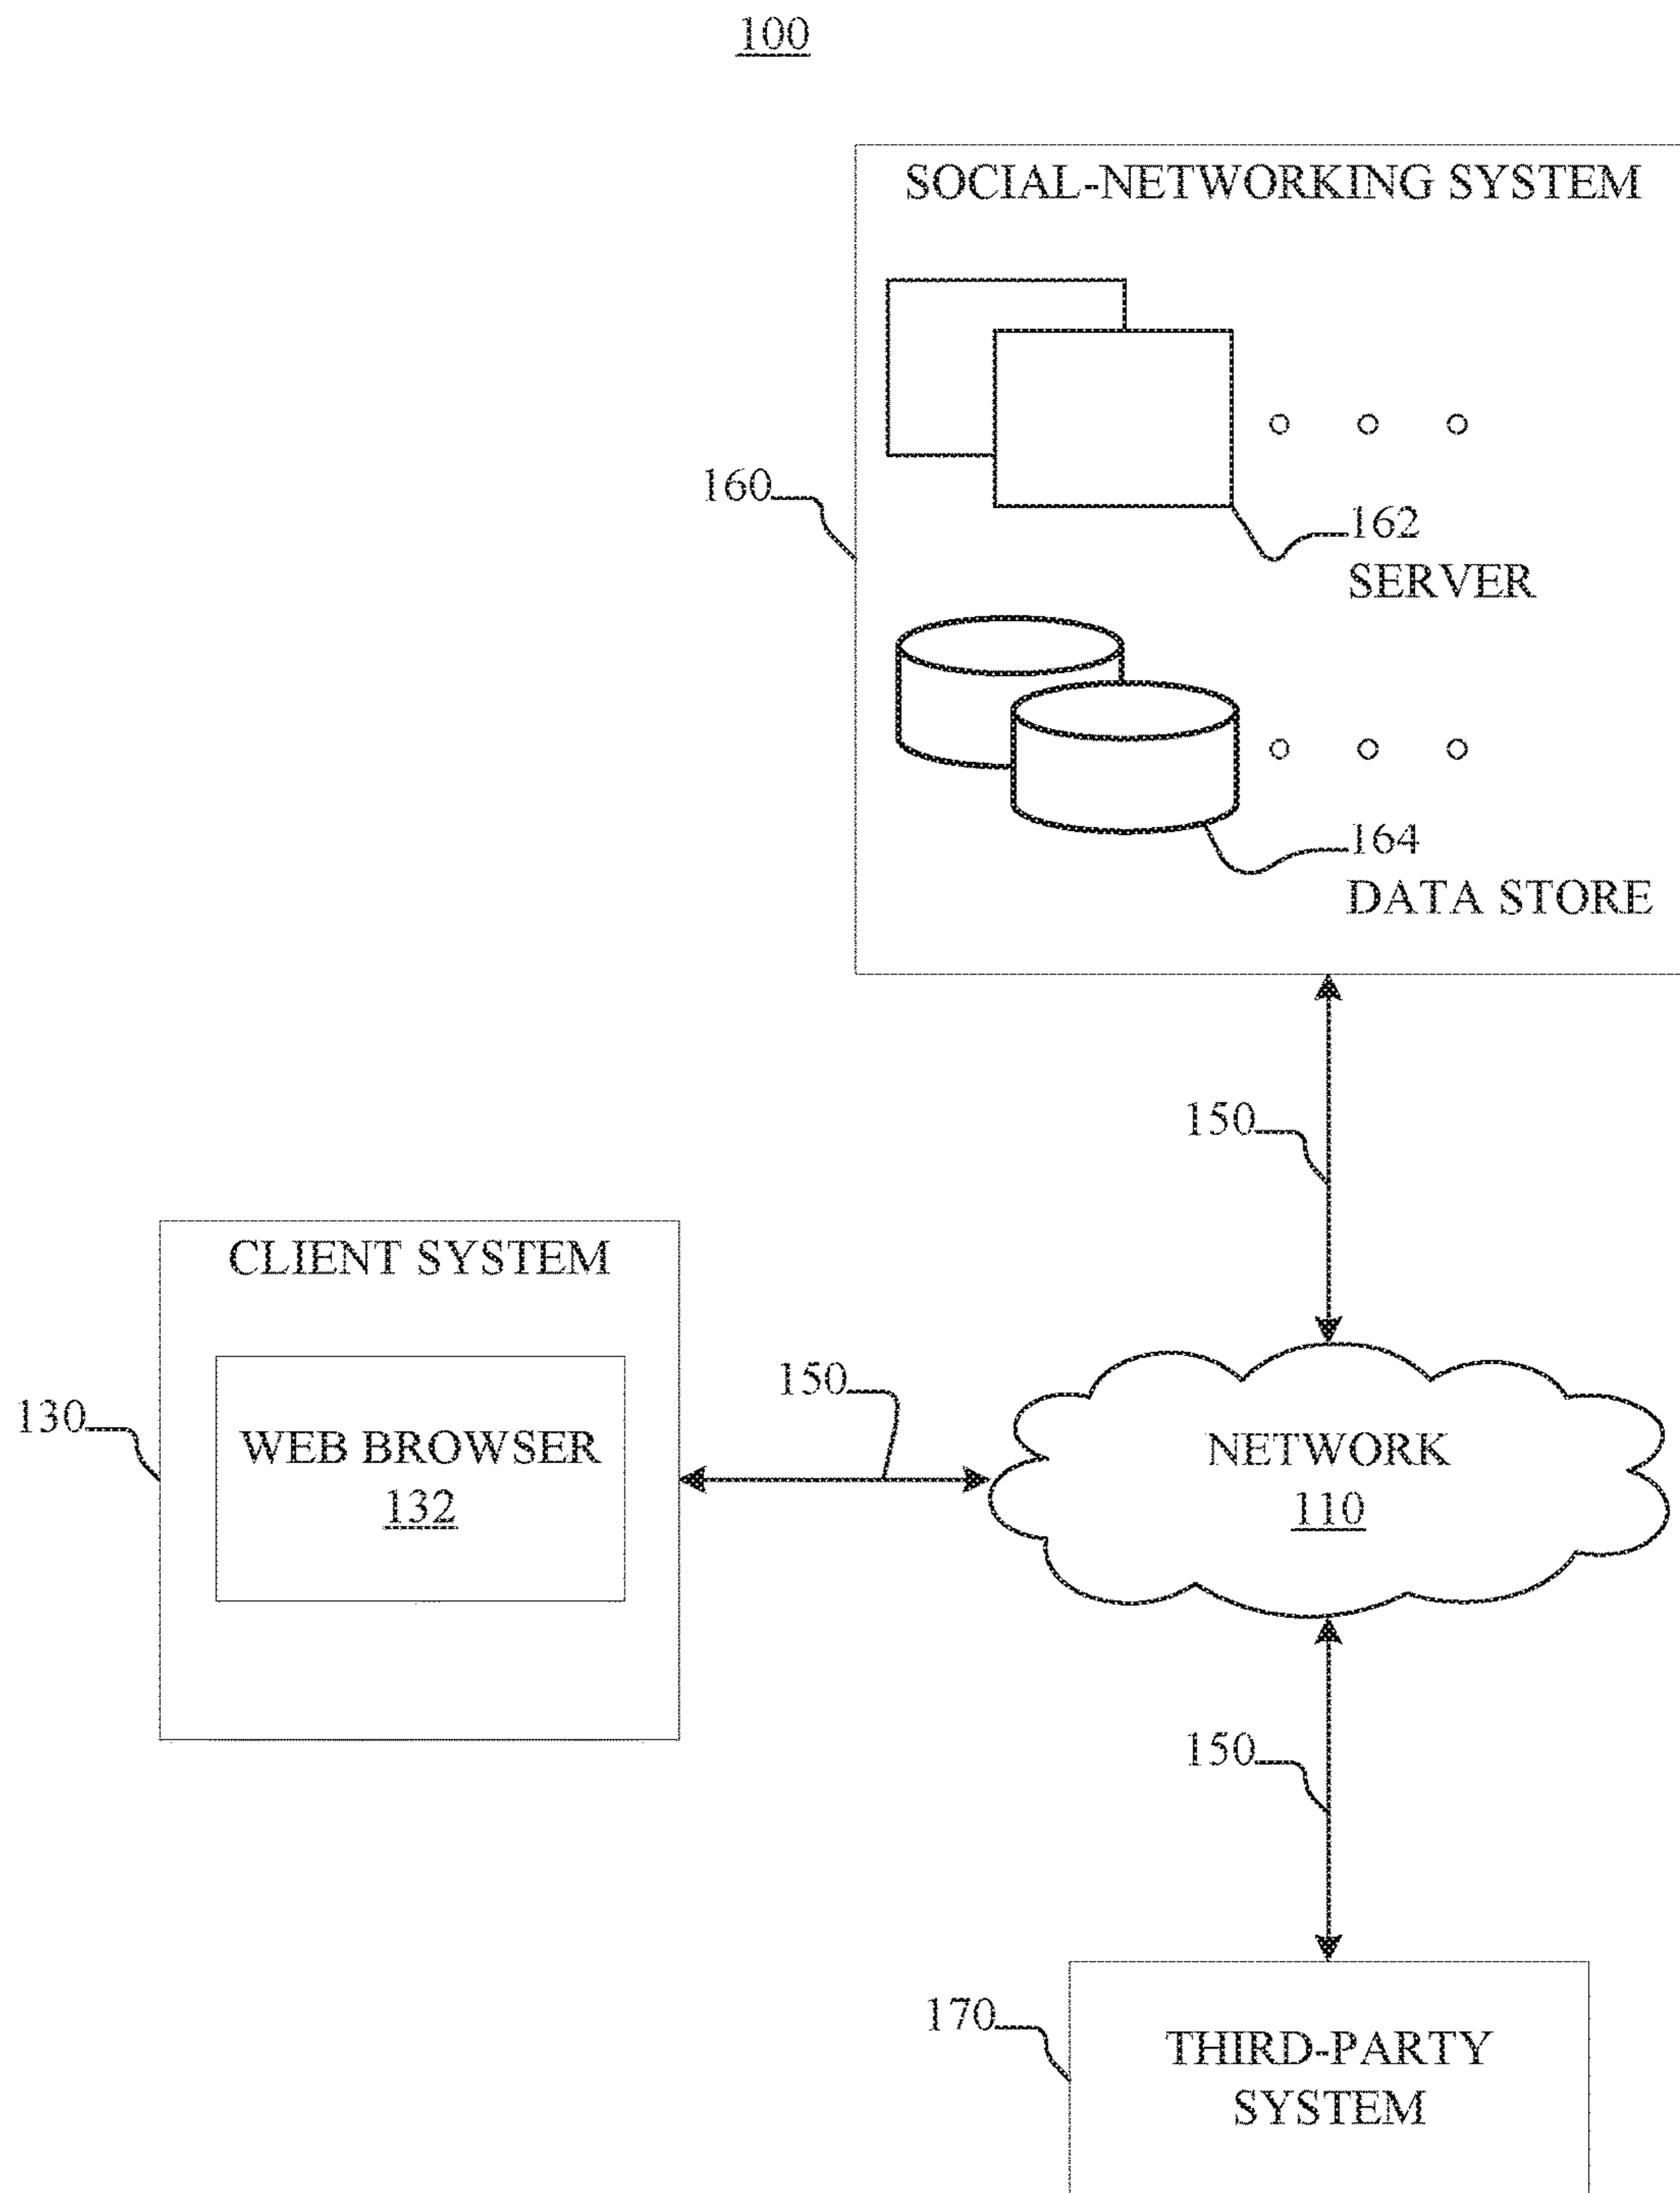 100
SOCIAL-NETWORKING SYSTEM
160
162
SERVER
164
DATA STORE
150
CLIENT SYSTEM
130
WEB BROWSER
132
150
NETWORK
110
150
170
THIRD-PARTY
SYSTEM